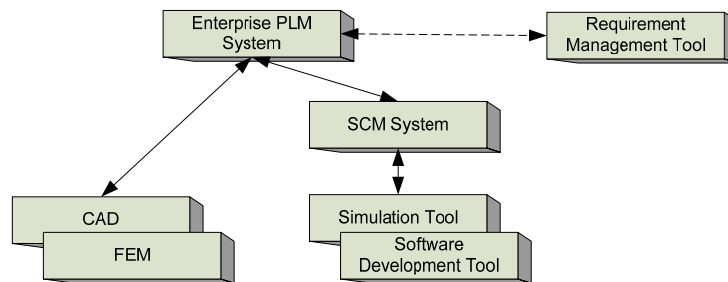 Enterprise PLM
System
Requirement
Management Tool
SCM System
CAD
FEM
Simulation Tool
Software
Development Tool